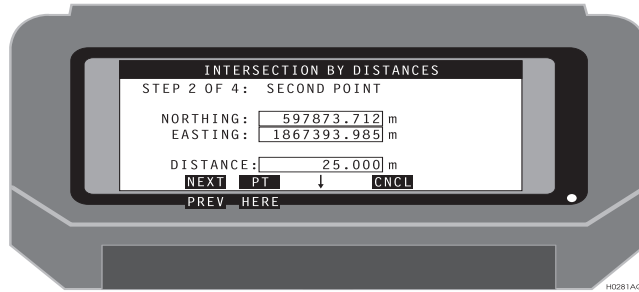 INTERSECTION BY DISTANCES
STEP 2 OF 4: SECOND POINT
NORTHING: 597873.712 m
EASTING: 1867393.985 m
DISTANCE: 25.000 m
NEXT PT ↓ CNCL
PREV HERE
H0281AC